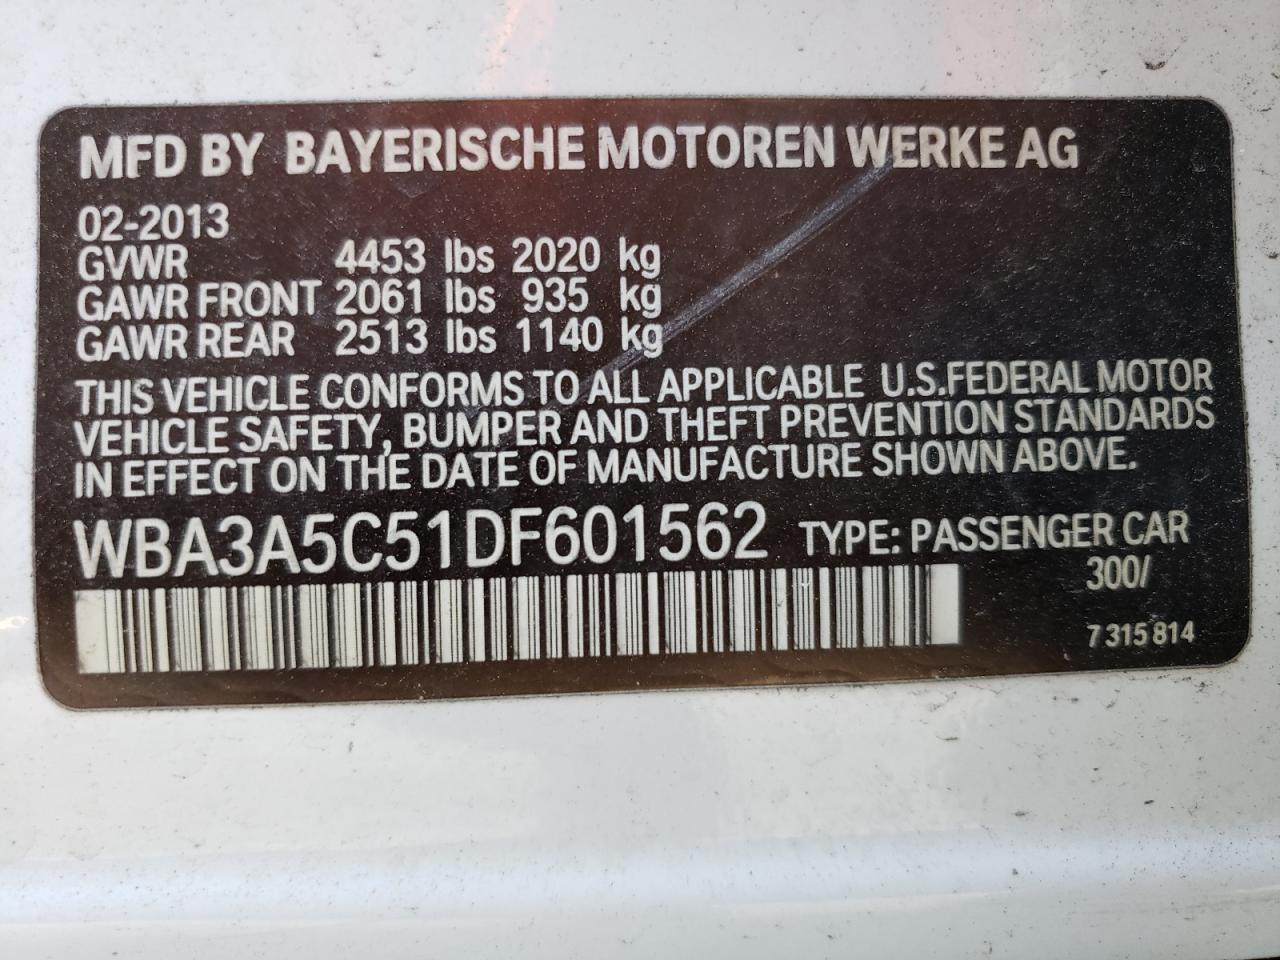 MFD BY BAYERISCHE MOTOREN WERKE AG
02-2013
GVWR 4453 lbs 2020 kg
GAWR FRONT 2061 lbs 935 kg
GAWR REAR 2513 lbs 1140 kg
THIS VEHICLE CONFORMS TO ALL APPLICABLE U.S.FEDERAL MOTOR
VEHICLE SAFETY, BUMPER AND THEFT PREVENTION STANDARDS
IN EFFECT ON THE DATE OF MANUFACTURE SHOWN ABOVE.
WBA3A5C51DF601562 TYPE: PASSENGER CAR
300/
7 315 814